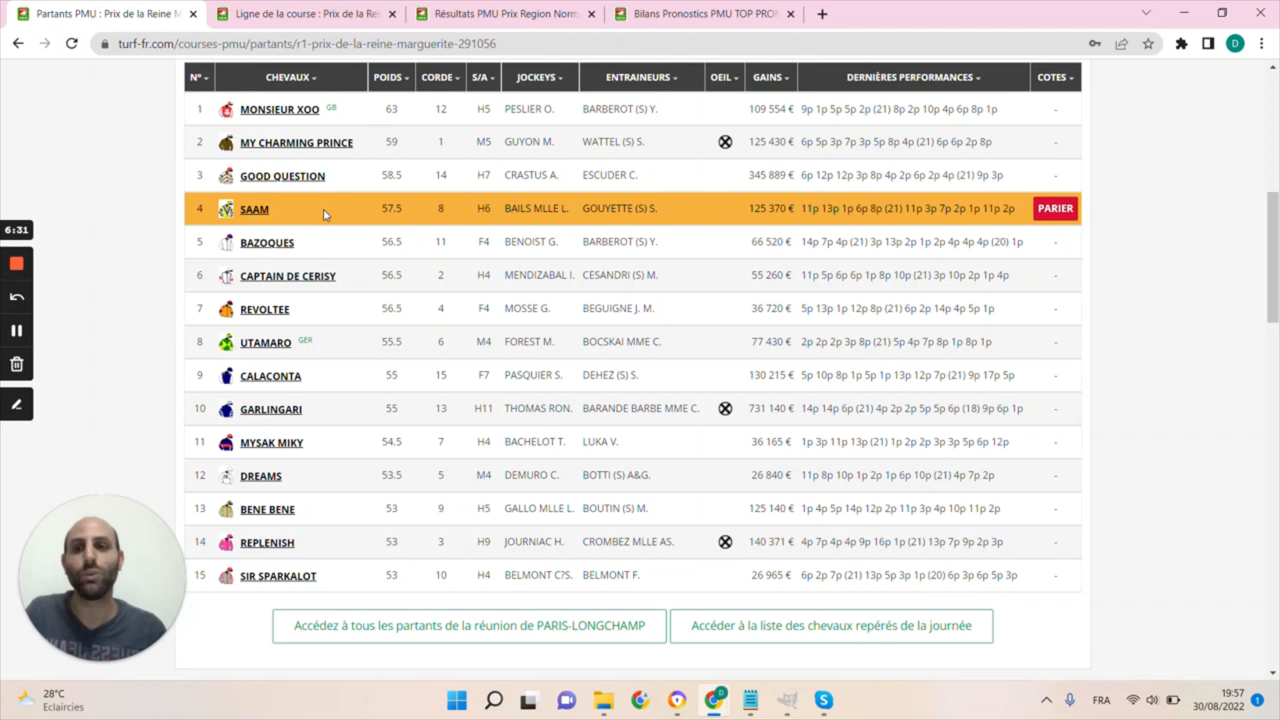 Partants PMU : Prix de la Reine M
Ligne de la course : Prix de la Rei
Résultats PMU Prix Region Norm
Bilans Pronostics PMU TOP PRON
turf-fr.com/courses-pmu/partants/r1-prix-de-la-reine-marguerite-291056
D
N° CHEVAUX POIDS CORDE S/A JOCKEYS ENTRAINEURS OEIL GAINS DERNIÈRES PERFORMANCES COTES
1 MONSIEUR XOO GB 63 12 H5 PESLIER O. BARBEROT (S) Y. 109 554 € 9p 1p 5p 5p 2p (21) 8p 2p 10p 4p 6p 8p 1p -
2 MY CHARMING PRINCE 59 1 M5 GUYON M. WATTEL (S) S. 125 430 € 6p 5p 3p 7p 3p 5p 8p 4p (21) 6p 6p 2p 8p -
3 GOOD QUESTION 58.5 14 H7 CRASTUS A. ESCUDER C. 345 889 € 6p 12p 12p 3p 8p 4p 2p 6p 2p 4p (21) 9p 3p -
4 SAAM 57.5 8 H6 BAILS MLLE L. GOUYETTE (S) S. 125 370 € 11p 13p 1p 6p 8p (21) 11p 3p 7p 2p 1p 11p 2p PARIER
6:31
5 BAZOQUES 56.5 11 F4 BENOIST G. BARBEROT (S) Y. 66 520 € 14p 7p 4p (21) 3p 13p 2p 1p 2p 4p 4p 4p (20) 1p -
6 CAPTAIN DE CERISY 56.5 2 H4 MENDIZABAL I. CESANDRI (S) M. 55 260 € 11p 5p 6p 6p 1p 8p 10p (21) 3p 10p 2p 1p 4p -
7 REVOLTEE 56.5 4 F4 MOSSE G. BEGUIGNE J. M. 36 720 € 5p 13p 1p 12p 8p (21) 6p 2p 14p 4p 5p 1p -
8 UTAMARO GER 55.5 6 M4 FOREST M. BOCSKAI MME C. 77 430 € 2p 2p 2p 3p 8p (21) 5p 4p 7p 8p 1p 8p 1p -
9 CALACONTA 55 15 F7 PASQUIER S. DEHEZ (S) S. 130 215 € 5p 10p 8p 1p 5p 1p 13p 12p 7p (21) 9p 17p 5p -
10 GARLINGARI 55 13 H11 THOMAS RON. BARANDE BARBE MME C. 731 140 € 14p 14p 6p (21) 4p 2p 2p 5p 5p 6p (18) 9p 6p 1p -
11 MYSAK MIKY 54.5 7 H4 BACHELOT T. LUKA V. 36 165 € 1p 3p 11p 13p (21) 1p 2p 2p 3p 3p 5p 6p 12p -
12 DREAMS 53.5 5 M4 DEMURO C. BOTTI (S) A&G. 26 840 € 11p 8p 10p 1p 2p 1p 6p 10p (21) 4p 7p 2p -
13 BENE BENE 53 9 H5 GALLO MLLE L. BOUTIN (S) M. 125 140 € 1p 4p 5p 14p 12p 2p 11p 3p 4p 10p 11p 2p -
14 REPLENISH 53 3 H9 JOURNIAC H. CROMBEZ MLLE AS. 140 371 € 4p 7p 4p 4p 9p 16p 1p (21) 13p 7p 9p 2p 3p -
15 SIR SPARKALOT 53 10 H4 BELMONT C?S. BELMONT F. 26 965 € 6p 2p 7p (21) 13p 5p 3p 1p (20) 6p 3p 6p 5p 3p -
Accédez à tous les partants de la réunion de PARIS-LONGCHAMP
Accéder à la liste des chevaux repérés de la journée
28°C
Eclaircies
FRA
19:57
30/08/2022
1